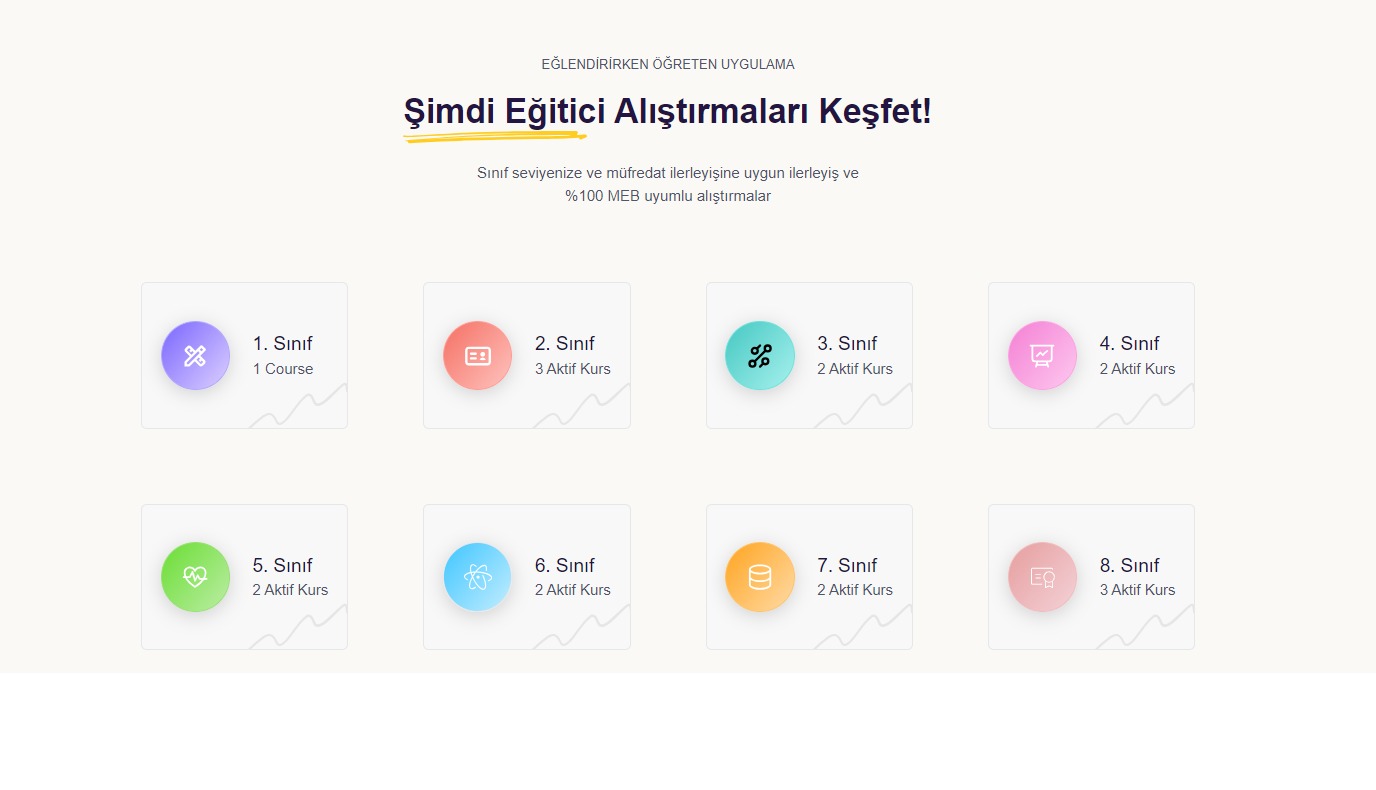 EĞLENDİRİRKEN ÖĞRETEN UYGULAMA
Şimdi Eğitici Alıştırmaları Keşfet!
Sınıf seviyenize ve müfredat ilerleyişine uygun ilerleyiş ve
%100 MEB uyumlu alıştırmalar
1. Sınıf
1 Course
2. Sınıf
3 Aktif Kurs
3. Sınıf
2 Aktif Kurs
4. Sınıf
2 Aktif Kurs
5. Sınıf
2 Aktif Kurs
6. Sınıf
2 Aktif Kurs
7. Sınıf
2 Aktif Kurs
8. Sınıf
3 Aktif Kurs